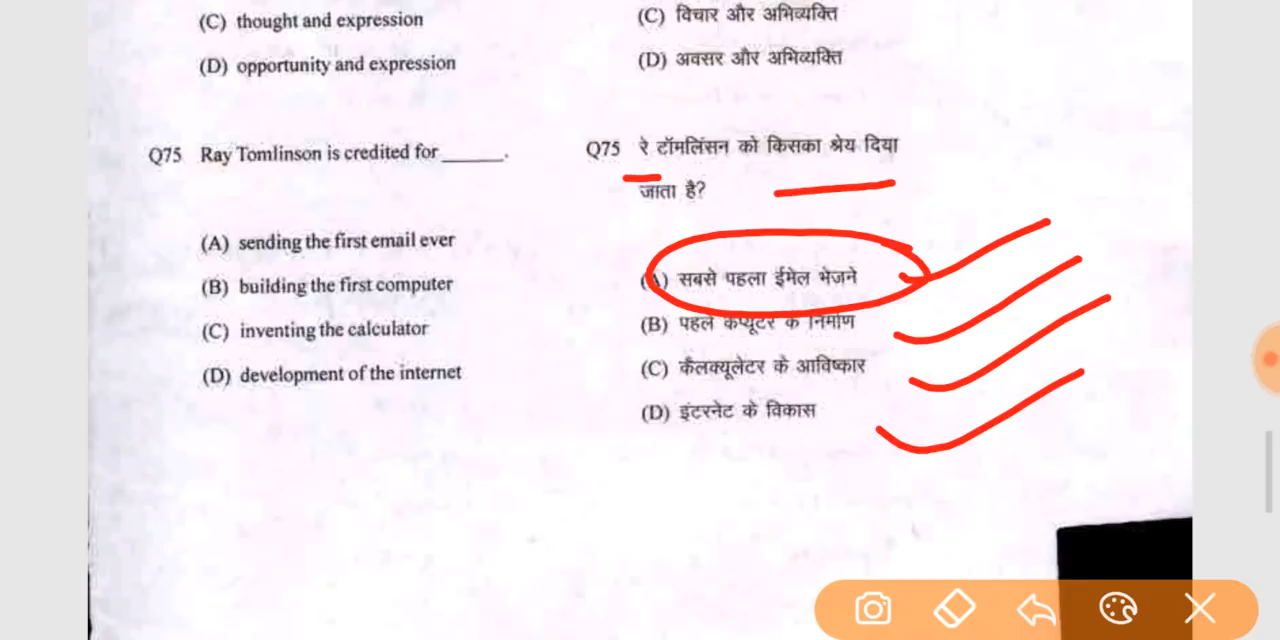 (C) thought and expression
(D) opportunity and expression
Q75 Ray Tomlinson is credited for ______.
(A) sending the first email ever
(B) building the first computer
(C) inventing the calculator
(D) development of the internet
(C) विचार और अभिव्यक्ति
(D) अवसर और अभिव्यक्ति
Q75 रे टॉमलिंसन को किसका श्रेय दिया
जाता है?
(A) सबसे पहला ईमेल भेजने
(B) पहले कंप्यूटर के निर्माण
(C) कैलक्यूलेटर के आविष्कार
(D) इंटरनेट के विकास